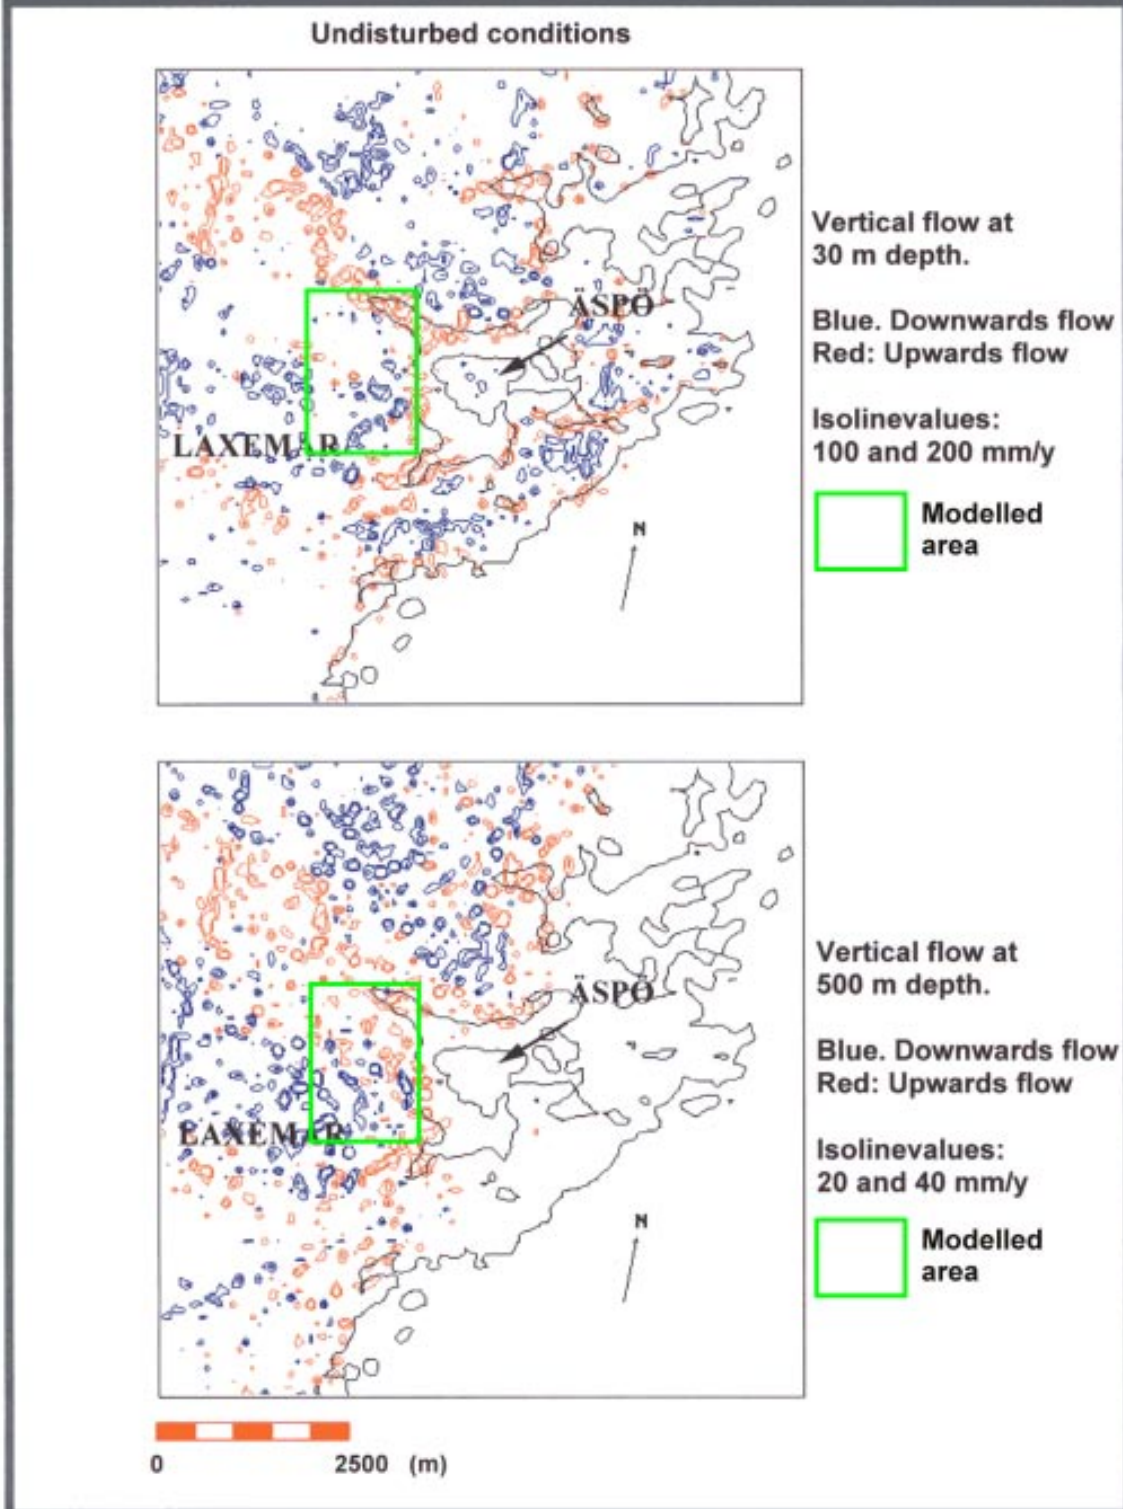 Undisturbed conditions
ÄSPÖ
LAXEMAR
N
Vertical flow at
30 m depth.
Blue. Downwards flow
Red: Upwards flow
Isolinevalues:
100 and 200 mm/y
Modelled
area
ÄSPÖ
LAXEMAR
N
Vertical flow at
500 m depth.
Blue. Downwards flow
Red: Upwards flow
Isolinevalues:
20 and 40 mm/y
Modelled
area
0 2500 (m)